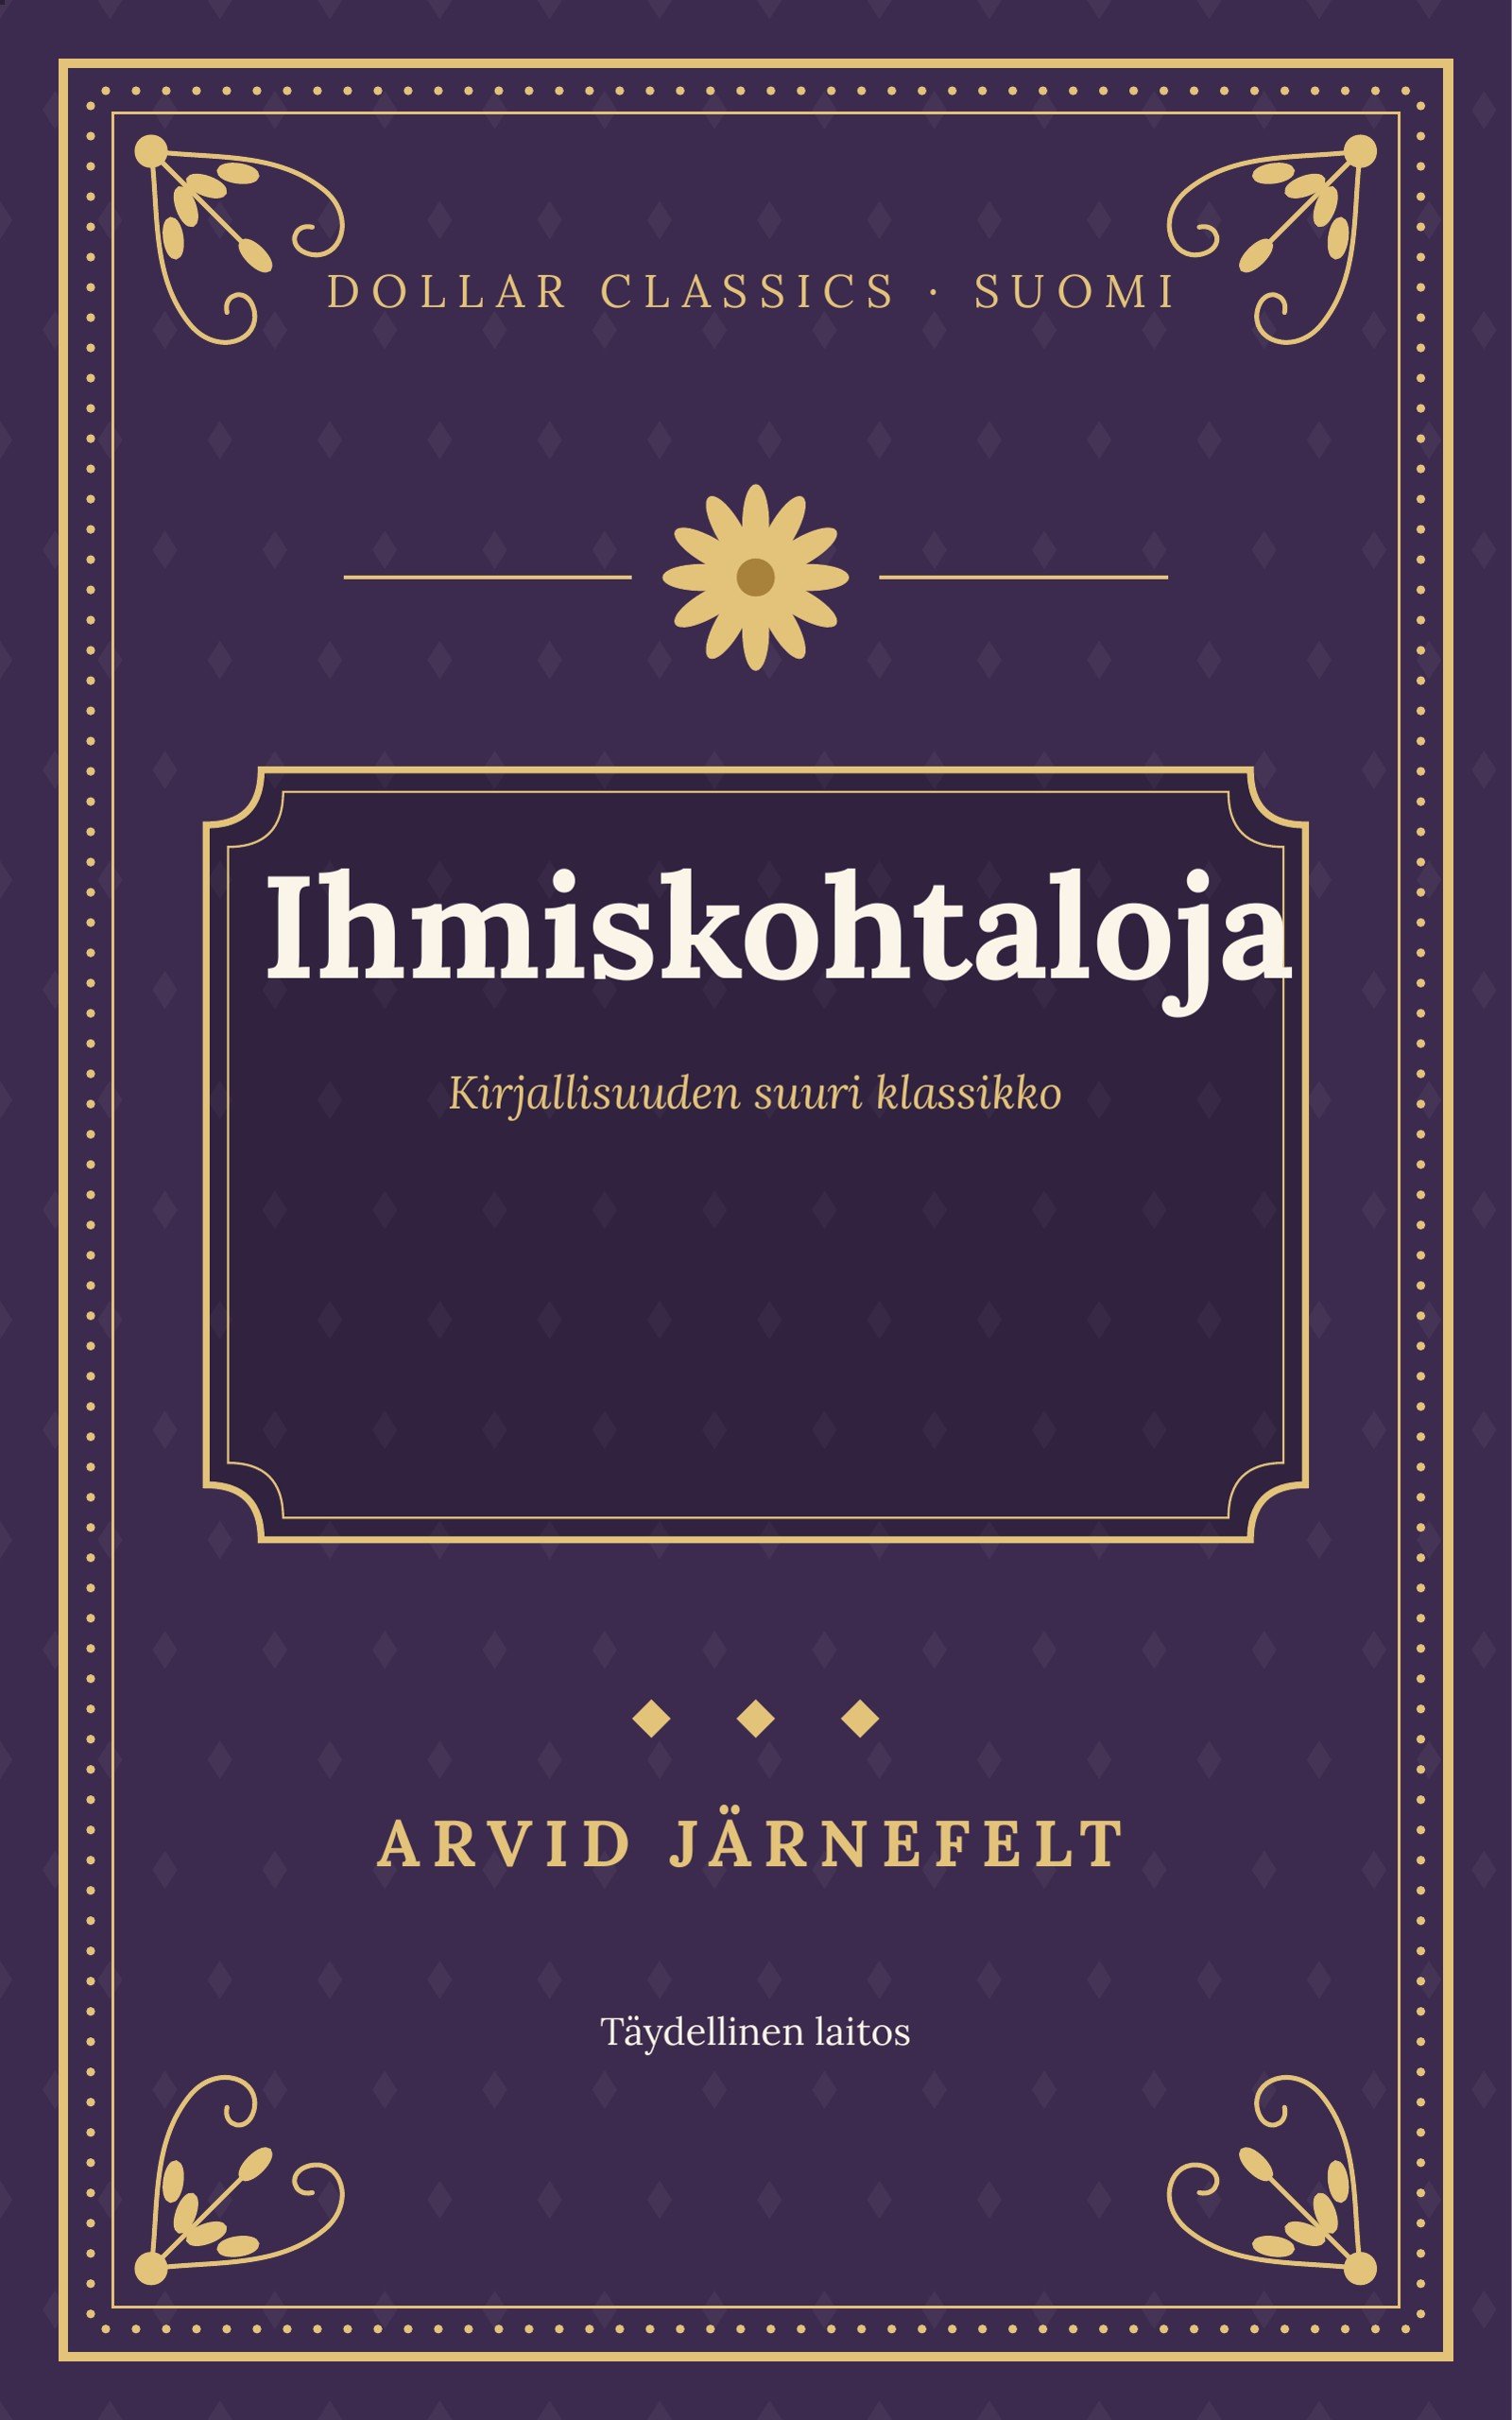 DOLLAR CLASSICS · SUOMI
Ihmiskohtaloja
Kirjallisuuden suuri klassikko
ARVID JÄRNEFELT
Täydellinen laitos